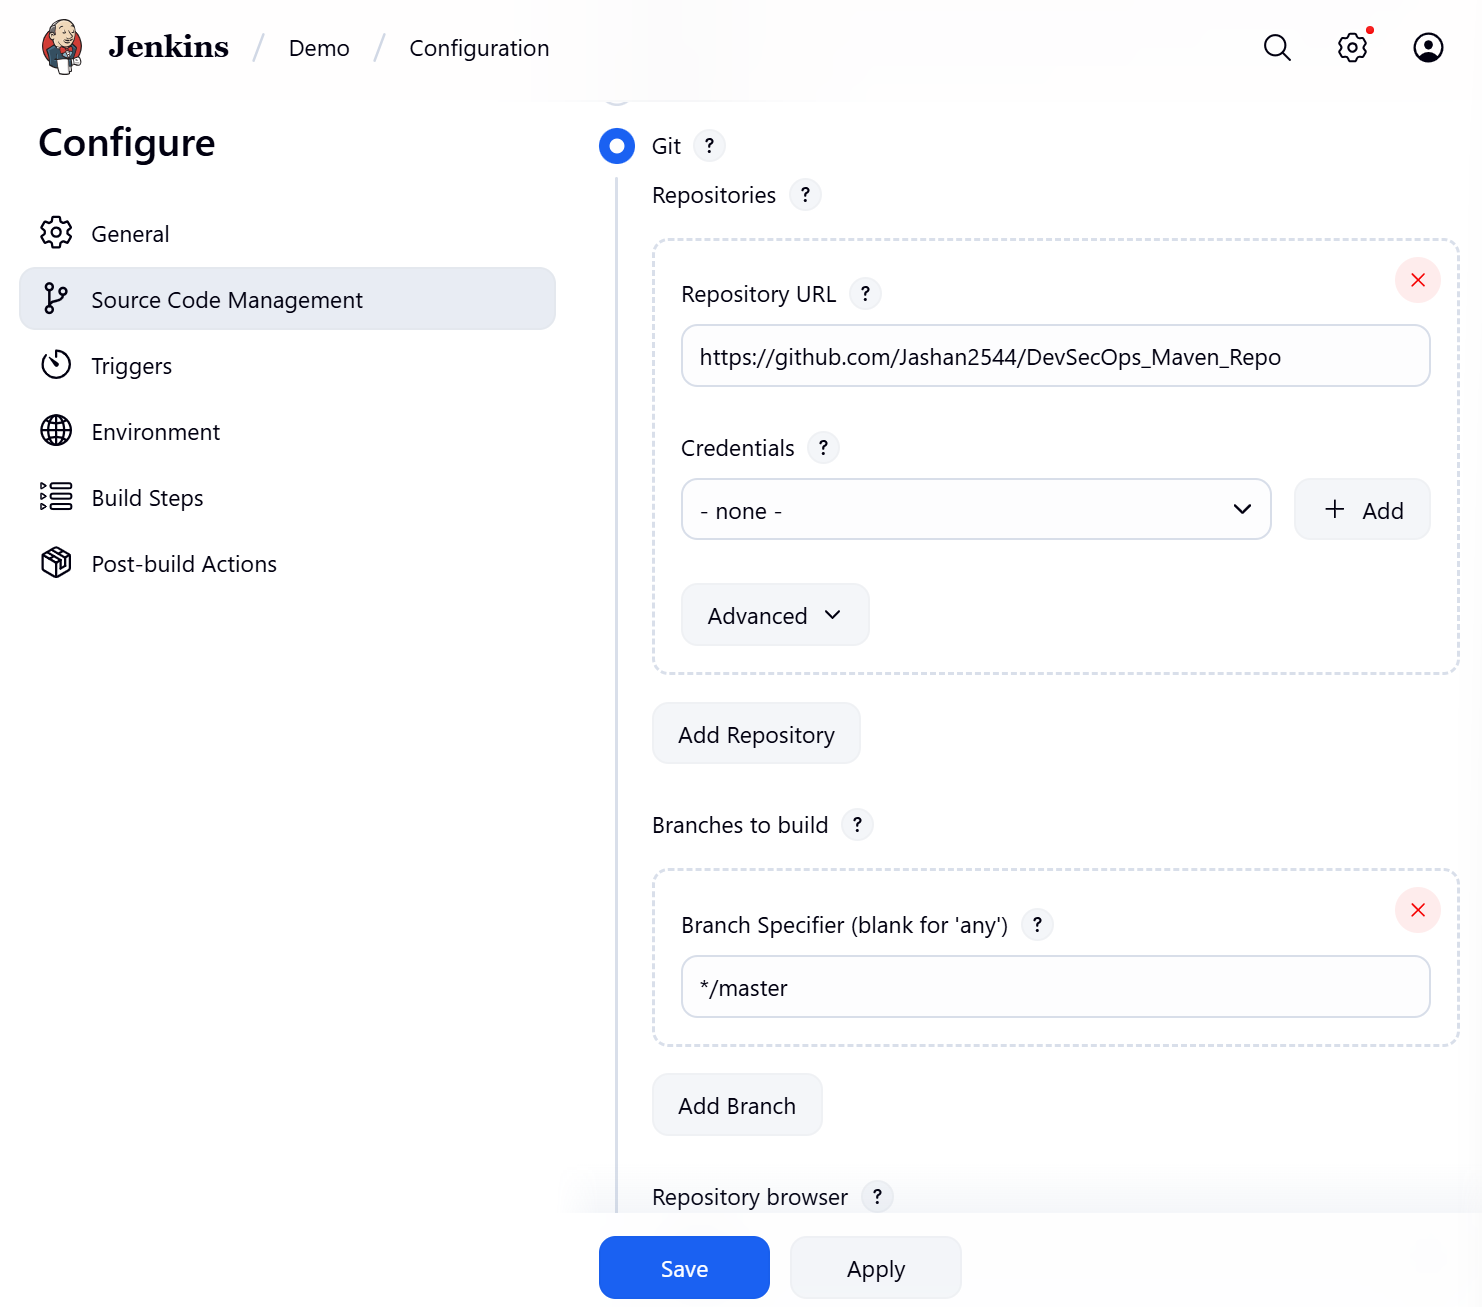 Jenkins / Demo / Configuration
Configure
General
Source Code Management
Triggers
Environment
Build Steps
Post-build Actions
Git ?
Repositories ?
Repository URL ?
https://github.com/Jashan2544/DevSecOps_Maven_Repo
Credentials ?
- none -
+ Add
Advanced
Add Repository
Branches to build ?
Branch Specifier (blank for 'any') ?
*/master
Add Branch
Repository browser ?
Save
Apply